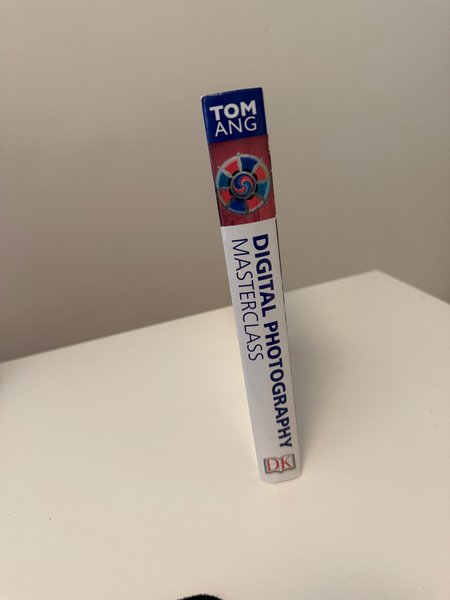 TOM
ANG
DIGITAL PHOTOGRAPHY
MASTERCLASS
DK